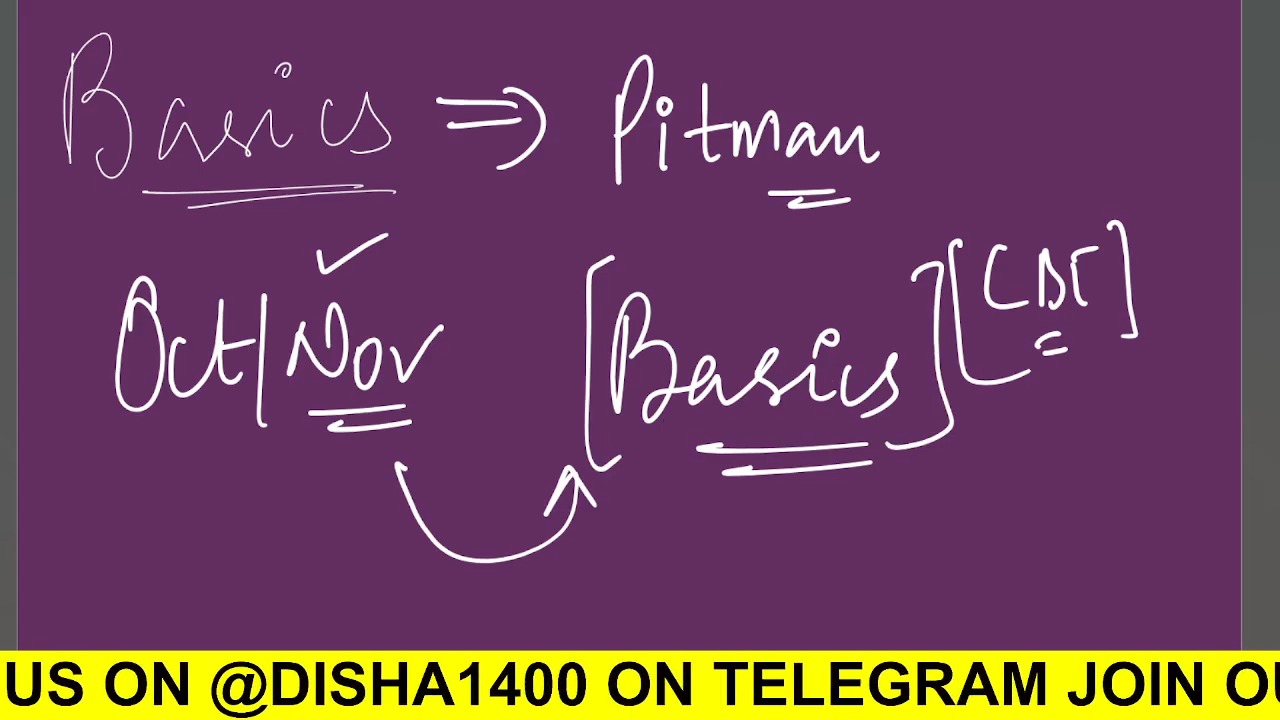 Basics ⇒ Pitman
Oct/Nov [Basics] [CBT]
US ON @DISHA1400 ON TELEGRAM JOIN OU